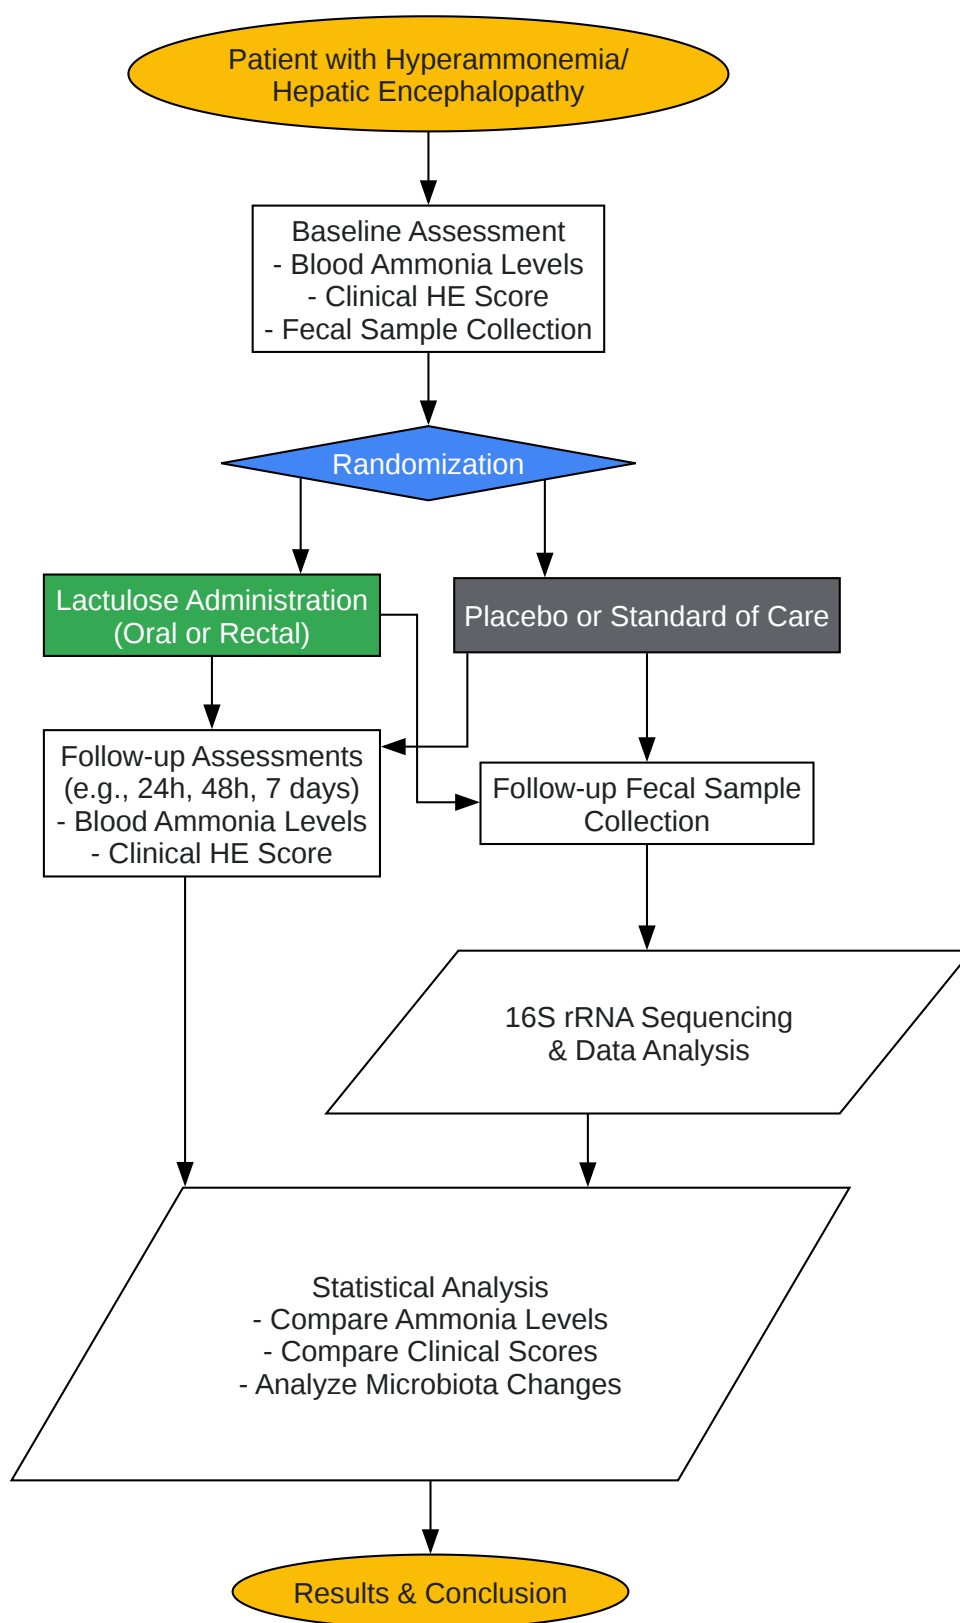 Patient with Hyperammonemia/
Hepatic Encephalopathy
Baseline Assessment
- Blood Ammonia Levels
- Clinical HE Score
- Fecal Sample Collection
Randomization
Lactulose Administration
(Oral or Rectal)
Placebo or Standard of Care
Follow-up Assessments
(e.g., 24h, 48h, 7 days)
- Blood Ammonia Levels
- Clinical HE Score
Follow-up Fecal Sample
Collection
16S rRNA Sequencing
& Data Analysis
Statistical Analysis
- Compare Ammonia Levels
- Compare Clinical Scores
- Analyze Microbiota Changes
Results & Conclusion